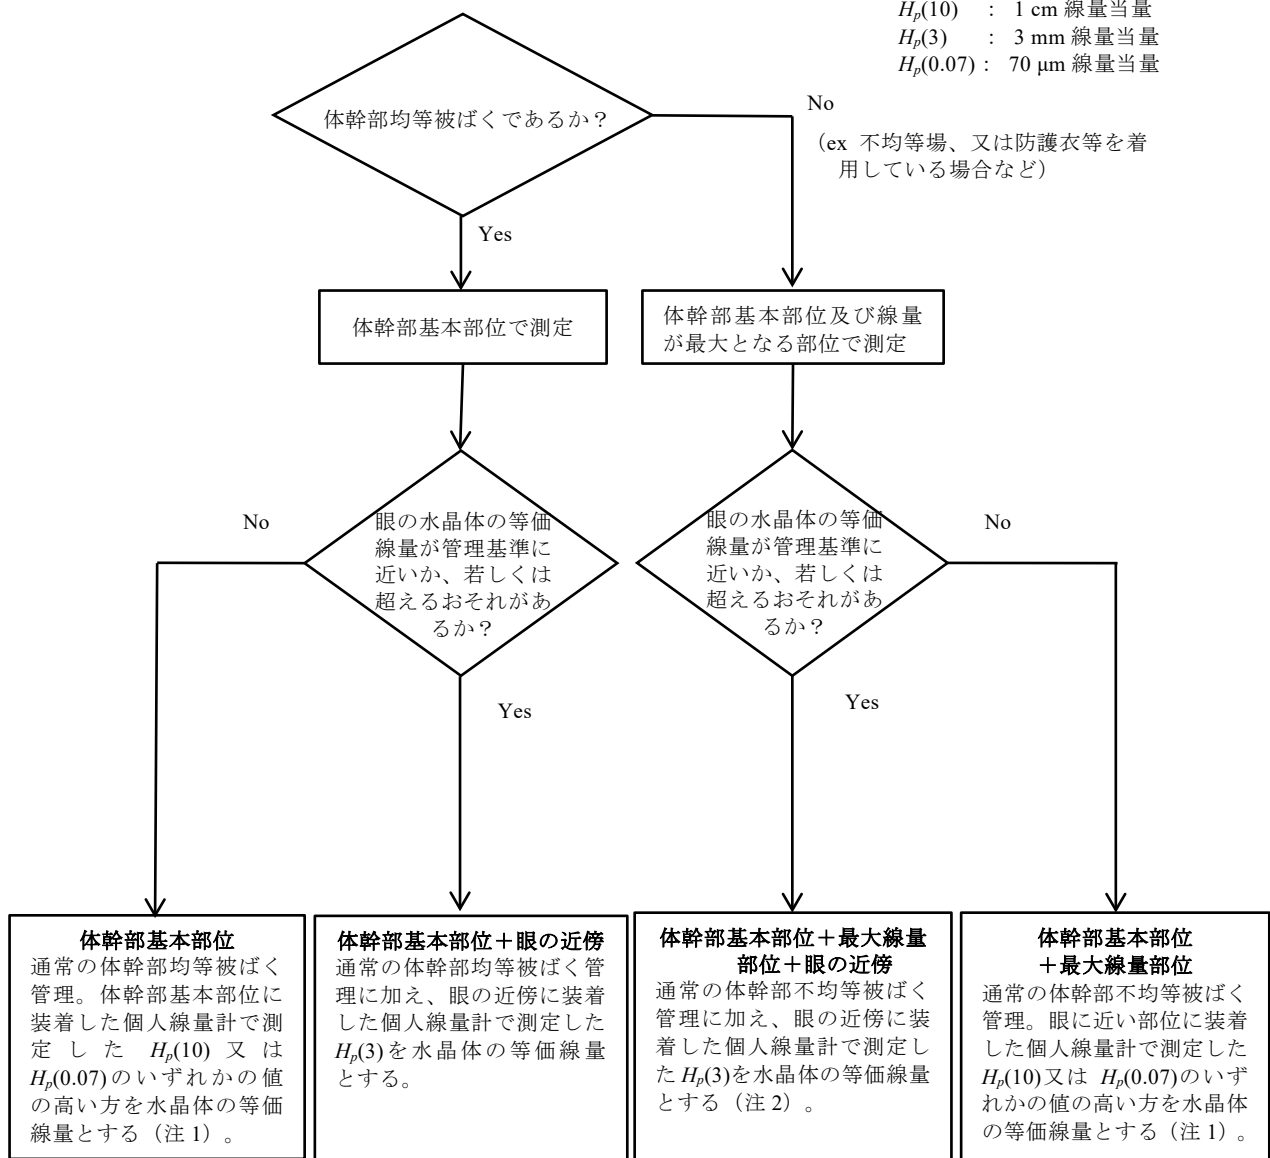 Hp(10) : 1 cm 線量当量
Hp(3) : 3 mm 線量当量
Hp(0.07) : 70 μm 線量当量
体幹部均等被ばくであるか？
No
（ex 不均等場、又は防護衣等を着
用している場合など）
Yes
体幹部基本部位で測定
体幹部基本部位及び線量
が最大となる部位で測定
No
眼の水晶体の等価
線量が管理基準に
近いか、若しくは
超えるおそれがあ
るか？
Yes
眼の水晶体の等価
線量が管理基準に
近いか、若しくは
超えるおそれがあ
るか？
No
Yes
体幹部基本部位
通常の体幹部均等被ばく
管理。体幹部基本部位に
装着した個人線量計で測
定した Hp(10) 又は
Hp(0.07)のいずれかの値
の高い方を水晶体の等価
線量とする（注 1）。
体幹部基本部位＋眼の近傍
通常の体幹部均等被ばく管
理に加え、眼の近傍に装着
した個人線量計で測定した
Hp(3)を水晶体の等価線量
とする。
体幹部基本部位＋最大線量
部位＋眼の近傍
通常の体幹部不均等被ばく
管理に加え、眼の近傍に装
着した個人線量計で測定し
た Hp(3)を水晶体の等価線量
とする（注 2）。
体幹部基本部位
＋最大線量部位
通常の体幹部不均等被ばく
管理。眼に近い部位に装着
した個人線量計で測定した
Hp(10)又は Hp(0.07)のいず
れかの値の高い方を水晶体
の等価線量とする（注 1）。